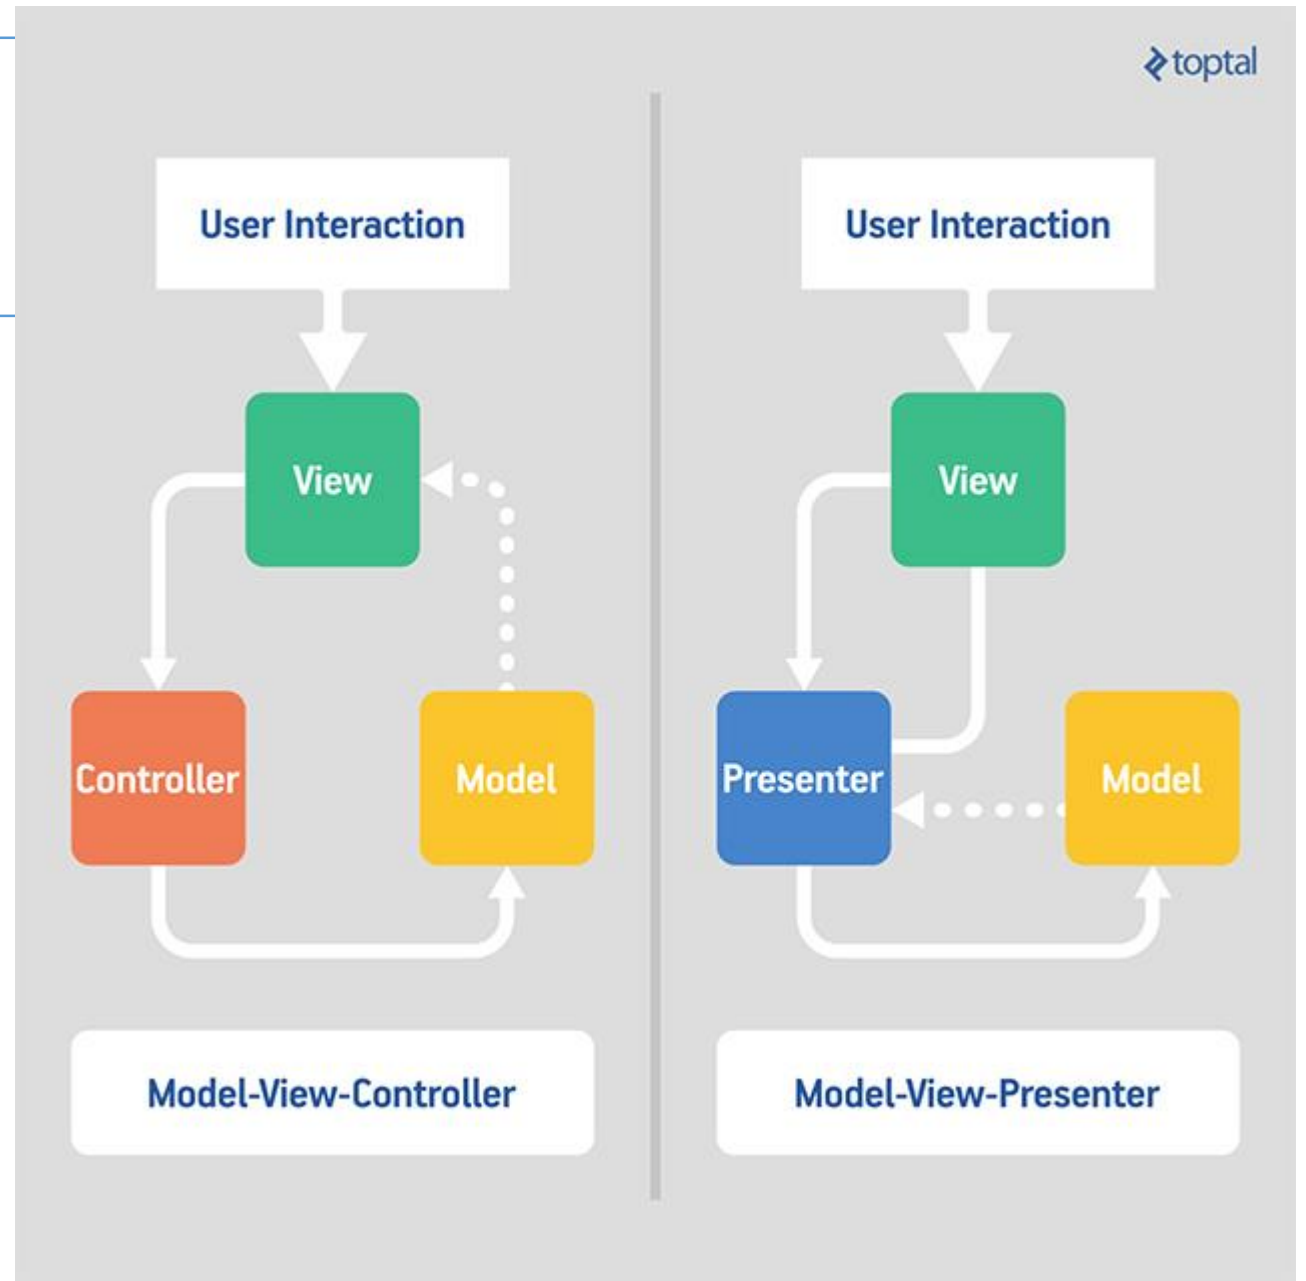 toptal
User Interaction
View
Controller
Model
Model-View-Controller
User Interaction
View
Presenter
Model
Model-View-Presenter